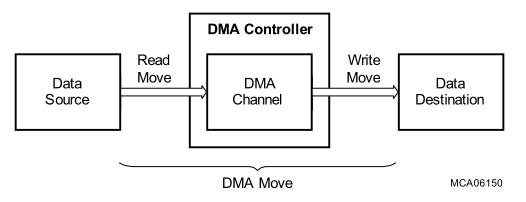 DMA Controller
Read
Move
Write
Move
Data
Source
DMA
Channel
Data
Destination
DMA Move
MCA06150